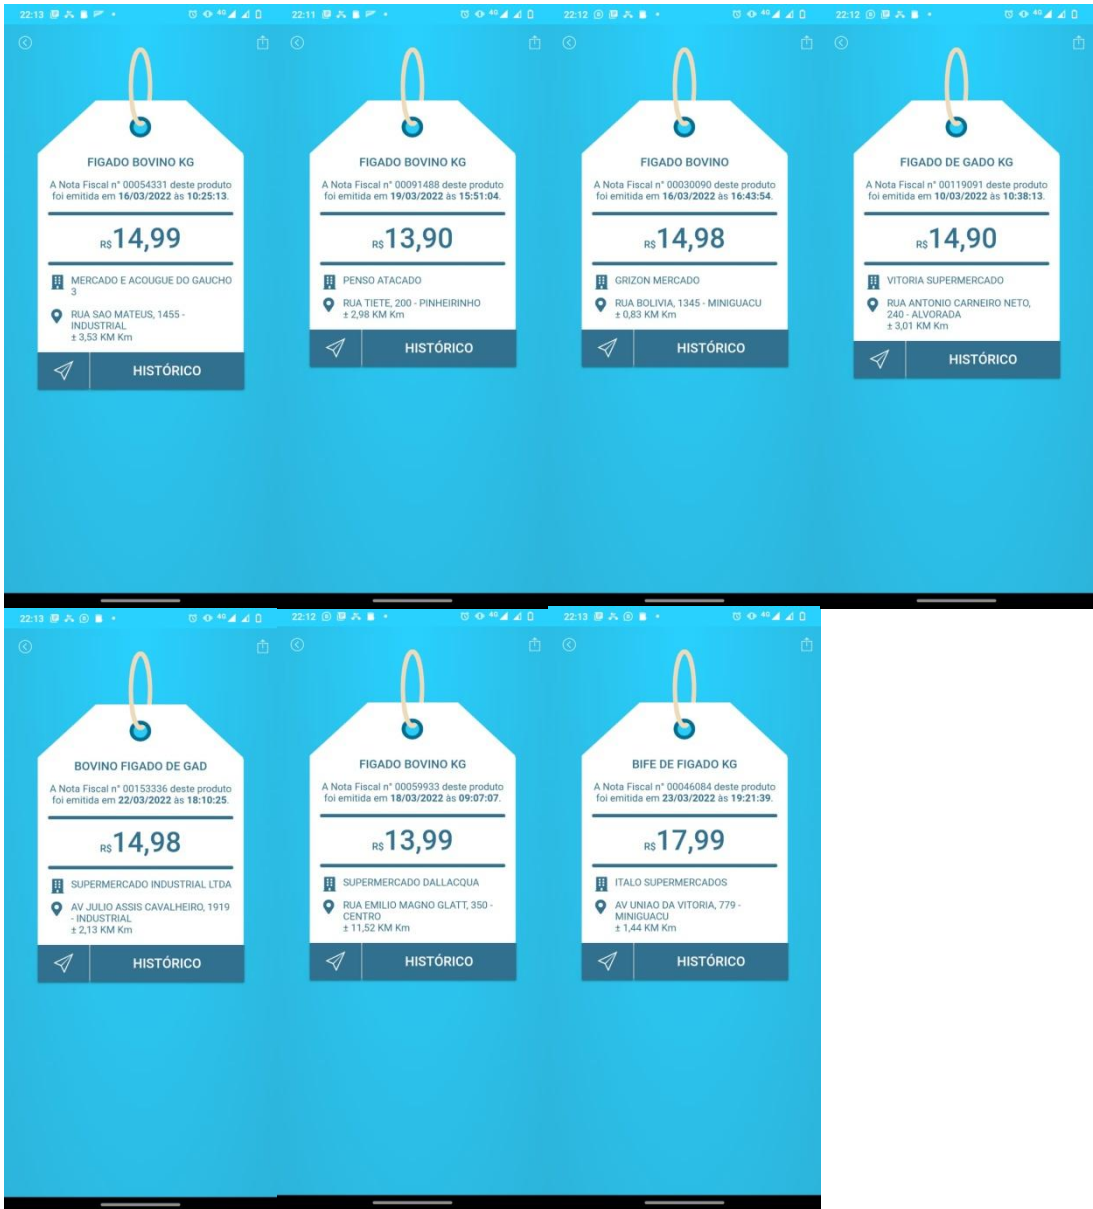 22:13
4G
FIGADO BOVINO KG
A Nota Fiscal n° 00054331 deste produto
foi emitida em 16/03/2022 às 10:25:13.
R$14,99
MERCADO E ACOUGUE DO GAUCHO
3
RUA SAO MATEUS, 1455 -
INDUSTRIAL
± 3,53 KM Km
HISTÓRICO
22:11
4G
FIGADO BOVINO KG
A Nota Fiscal n° 00091488 deste produto
foi emitida em 19/03/2022 às 15:51:04.
R$13,90
PENSO ATACADO
RUA TIETE, 200 - PINHEIRINHO
± 2,98 KM Km
HISTÓRICO
22:12
4G
FIGADO BOVINO
A Nota Fiscal n° 00030090 deste produto
foi emitida em 16/03/2022 às 16:43:54.
R$14,98
GRIZON MERCADO
RUA BOLIVIA, 1345 - MINIGUACU
± 0,83 KM Km
HISTÓRICO
22:12
4G
FIGADO DE GADO KG
A Nota Fiscal n° 00119091 deste produto
foi emitida em 10/03/2022 às 10:38:13.
R$14,90
VITORIA SUPERMERCADO
RUA ANTONIO CARNEIRO NETO,
240 - ALVORADA
± 3,01 KM Km
HISTÓRICO
22:13
4G
BOVINO FIGADO DE GAD
A Nota Fiscal n° 00153336 deste produto
foi emitida em 22/03/2022 às 18:10:25.
R$14,98
SUPERMERCADO INDUSTRIAL LTDA
AV JULIO ASSIS CAVALHEIRO, 1919
- INDUSTRIAL
± 2,13 KM Km
HISTÓRICO
22:12
4G
FIGADO BOVINO KG
A Nota Fiscal n° 00059933 deste produto
foi emitida em 18/03/2022 às 09:07:07.
R$13,99
SUPERMERCADO DALLACQUA
RUA EMILIO MAGNO GLATT, 350 -
CENTRO
± 11,52 KM Km
HISTÓRICO
22:13
4G
BIFE DE FIGADO KG
A Nota Fiscal n° 00046084 deste produto
foi emitida em 23/03/2022 às 19:21:39.
R$17,99
ITALO SUPERMERCADOS
AV UNIAO DA VITORIA, 779 -
MINIGUACU
± 1,44 KM Km
HISTÓRICO